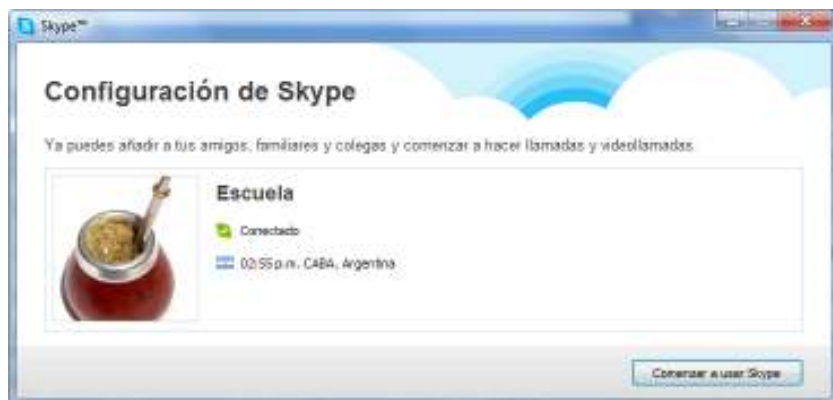 Skype™
Configuración de Skype
Ya puedes añadir a tus amigos, familiares y colegas y comenzar a hacer llamadas y videollamadas.
Escuela
Conectado
02:55 p.m. CABA, Argentina
Comenzar a usar Skype